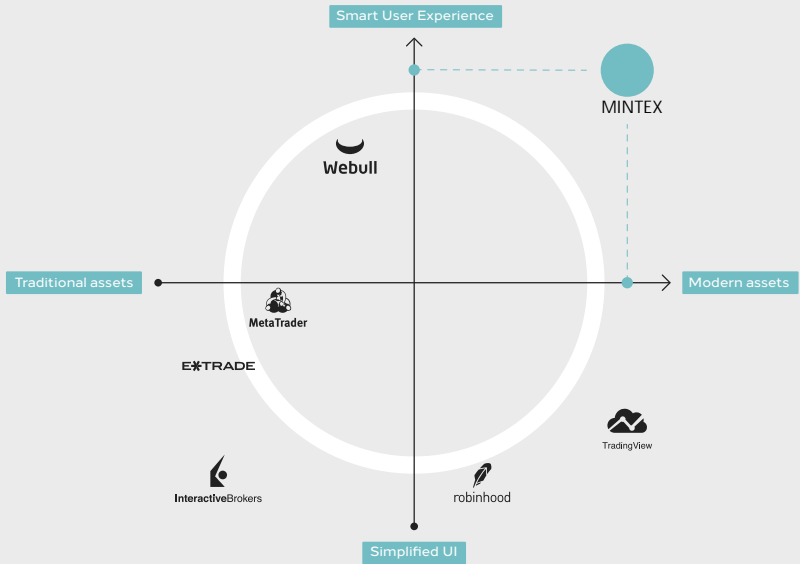 Smart User Experience
MINTEX
Webull
Traditional assets
Modern assets
MetaTrader
E*TRADE
TradingView
InteractiveBrokers
robinhood
Simplified UI